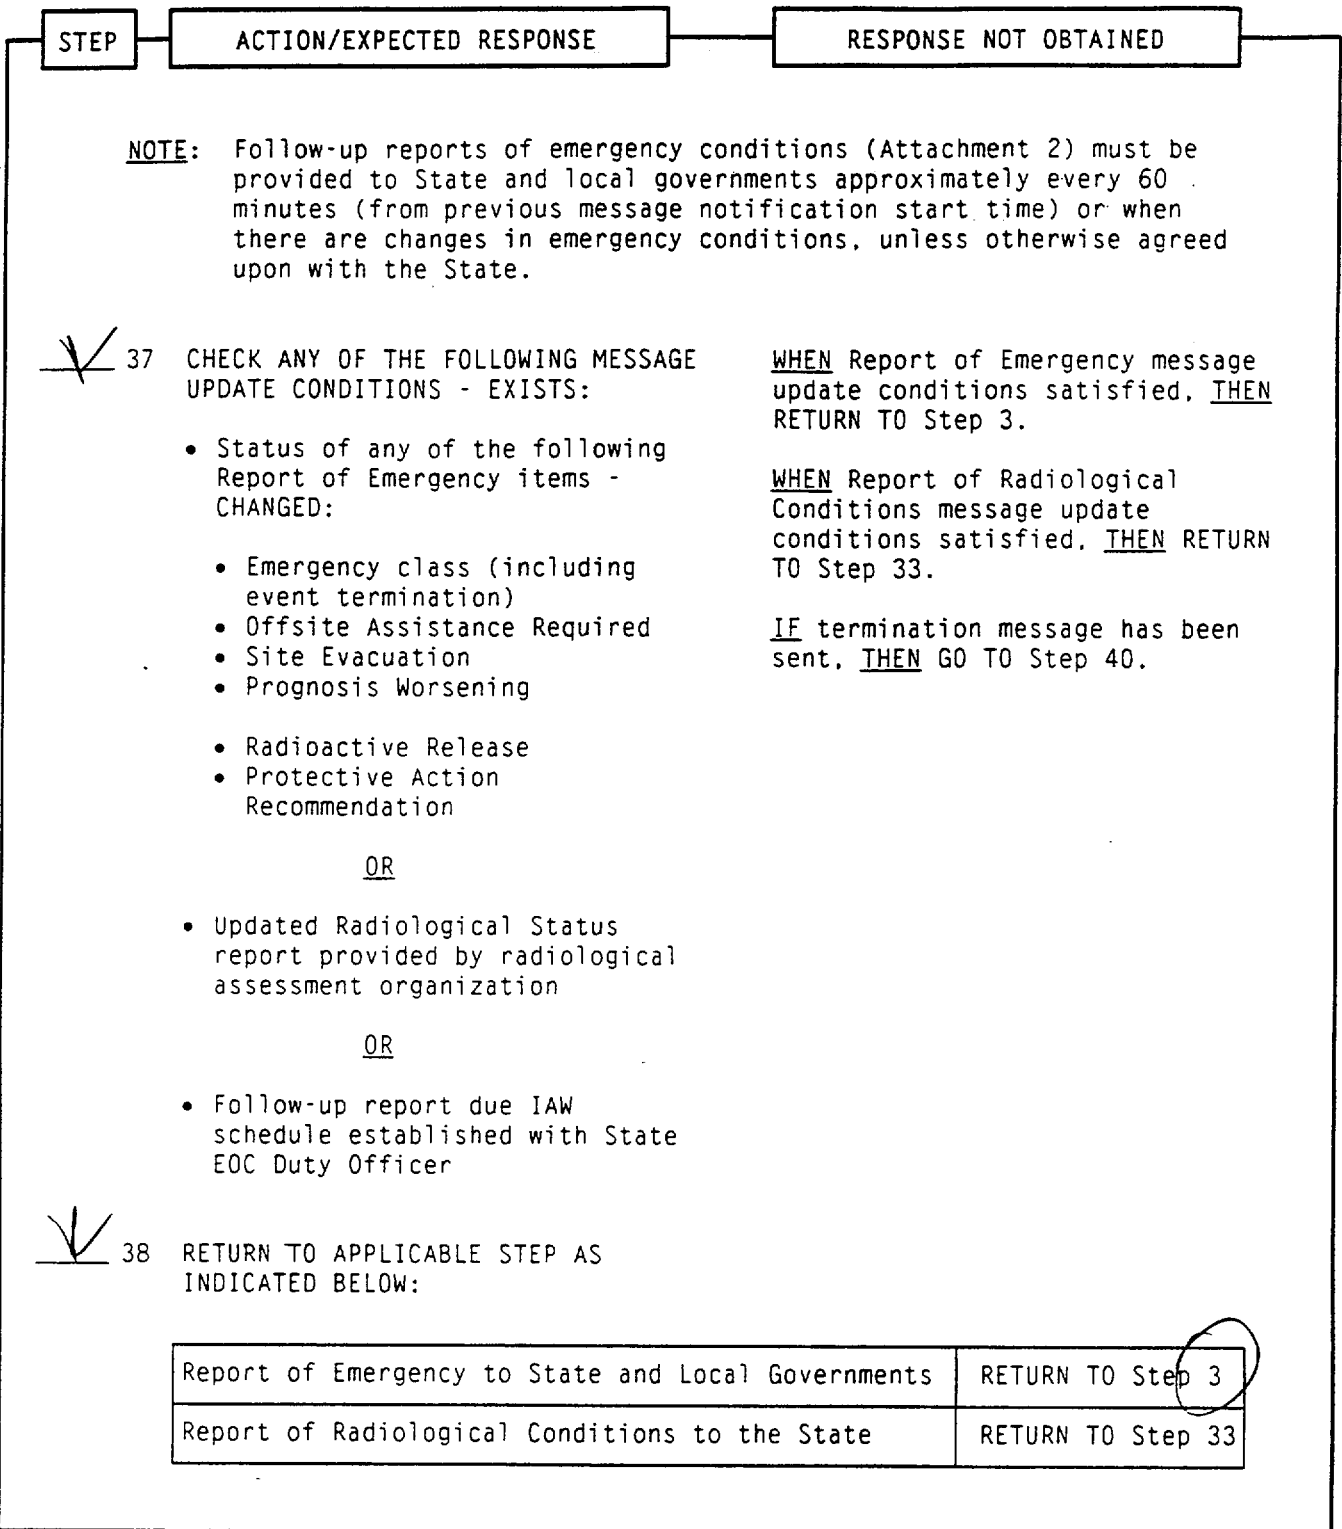 STEP ACTION/EXPECTED RESPONSE RESPONSE NOT OBTAINED
NOTE: Follow-up reports of emergency conditions (Attachment 2) must be
provided to State and local governments approximately every 60
minutes (from previous message notification start time) or when
there are changes in emergency conditions, unless otherwise agreed
upon with the State.
37 CHECK ANY OF THE FOLLOWING MESSAGE
UPDATE CONDITIONS - EXISTS:
• Status of any of the following
Report of Emergency items -
CHANGED:
• Emergency class (including
event termination)
• Offsite Assistance Required
• Site Evacuation
• Prognosis Worsening
• Radioactive Release
• Protective Action
Recommendation
OR
• Updated Radiological Status
report provided by radiological
assessment organization
OR
• Follow-up report due IAW
schedule established with State
EOC Duty Officer
WHEN Report of Emergency message
update conditions satisfied, THEN
RETURN TO Step 3.
WHEN Report of Radiological
Conditions message update
conditions satisfied, THEN RETURN
TO Step 33.
IF termination message has been
sent, THEN GO TO Step 40.
38 RETURN TO APPLICABLE STEP AS
INDICATED BELOW:
Report of Emergency to State and Local Governments RETURN TO Step 3
Report of Radiological Conditions to the State RETURN TO Step 33